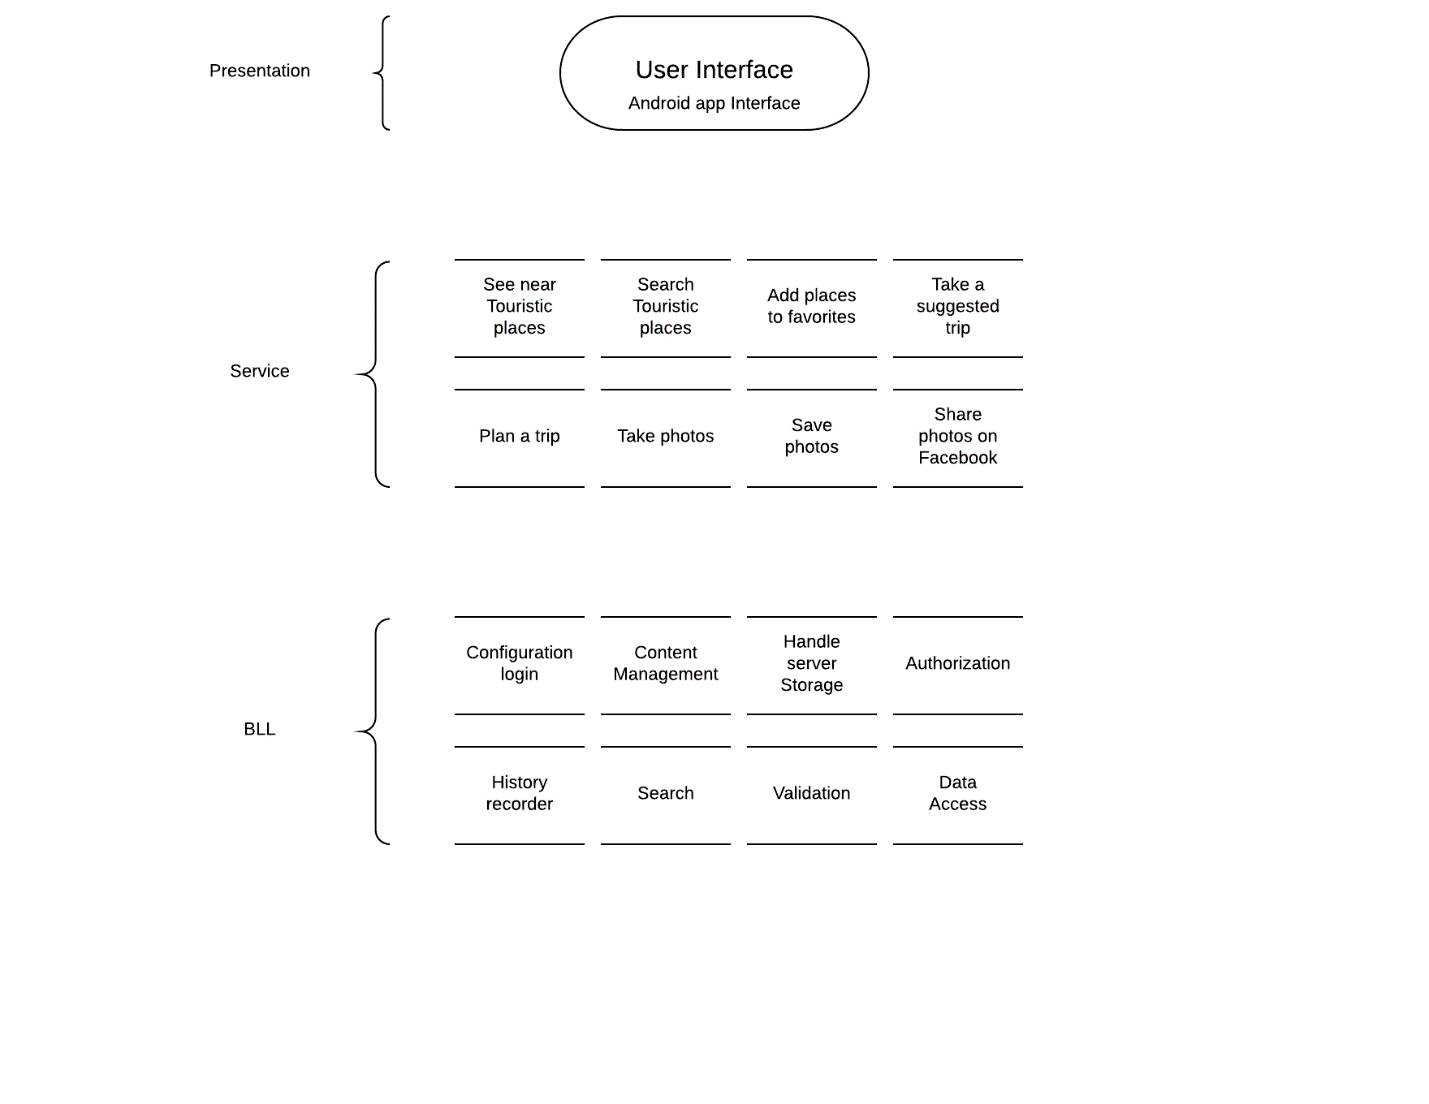 Presentation
User Interface
Android app Interface
Service
See near
Touristic
places
Search
Touristic
places
Add places
to favorites
Take a
suggested
trip
Plan a trip
Take photos
Save
photos
Share
photos on
Facebook
BLL
Configuration
login
Content
Management
Handle
server
Storage
Authorization
History
recorder
Search
Validation
Data
Access